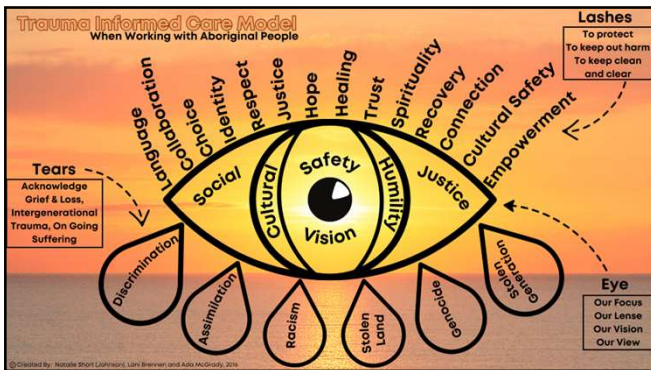 Trauma Informed Care Model
When Working with Aboriginal People
Lashes
To protect
To keep out harm
To keep clean
and clear
Language
Collaboration
Choice
Identity
Respect
Justice
Hope
Healing
Trust
Spirituality
Recovery
Connection
Cultural Safety
Empowerment
Tears
Acknowledge
Grief & Loss,
Intergenerational
Trauma, On Going
Suffering
Social
Cultural
Safety
Vision
Humility
Justice
Discrimination
Assimilation
Racism
Stolen
Land
Genocide
Stolen
Generation
Eye
Our Focus
Our Lense
Our Vision
Our View
© Created By: Natalie Short (Johnson), Lani Brennen and Ada McGrady, 2016